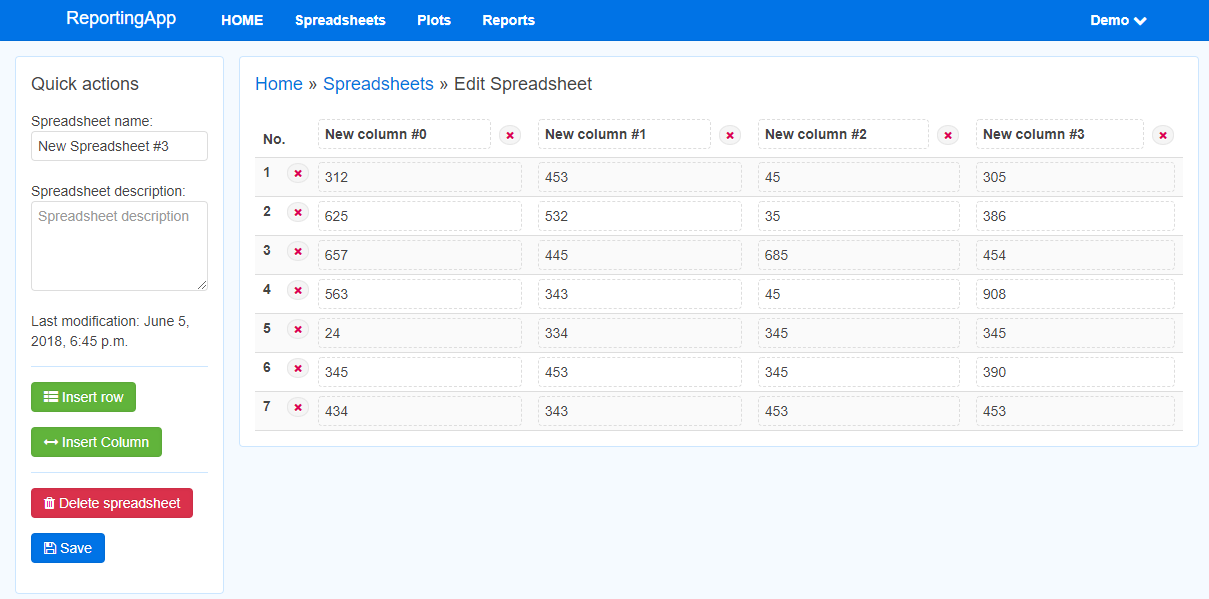 ReportingApp HOME Spreadsheets Plots Reports Demo
Quick actions
Spreadsheet name:
New Spreadsheet #3
Spreadsheet description:
Spreadsheet description
Last modification: June 5,
2018, 6:45 p.m.
Insert row
Insert Column
Delete spreadsheet
Save
Home » Spreadsheets » Edit Spreadsheet
No. New column #0 New column #1 New column #2 New column #3
1 312 453 45 305
2 625 532 35 386
3 657 445 685 454
4 563 343 45 908
5 24 334 345 345
6 345 453 345 390
7 434 343 453 453